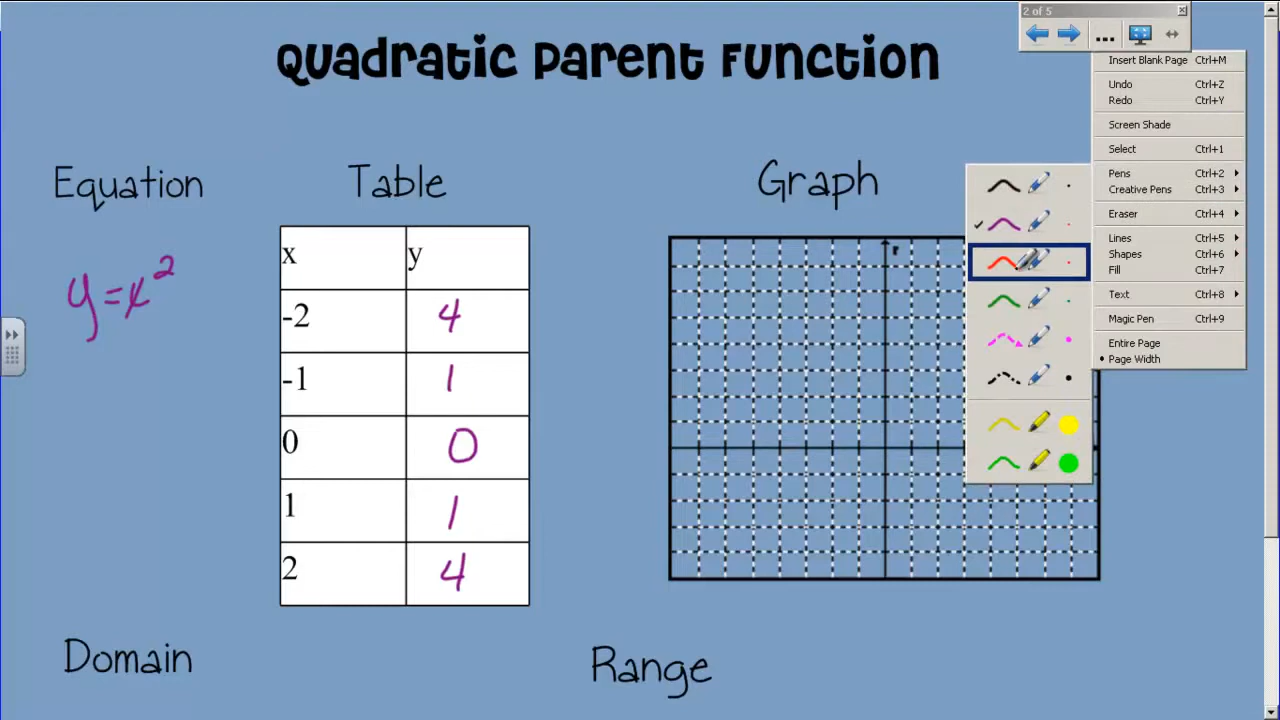 2 of 5
Quadratic Parent Function
...
Insert Blank Page Ctrl+M
Undo Ctrl+Z
Redo Ctrl+Y
Screen Shade
Select Ctrl+1
Pens Ctrl+2
Creative Pens Ctrl+3
Eraser Ctrl+4
Lines Ctrl+5
Shapes Ctrl+6
Fill Ctrl+7
Text Ctrl+8
Magic Pen Ctrl+9
Entire Page
Page Width
Equation
Table
Graph
y=x²
x y
-2 4
-1 1
0 0
1 1
2 4
Domain
Range